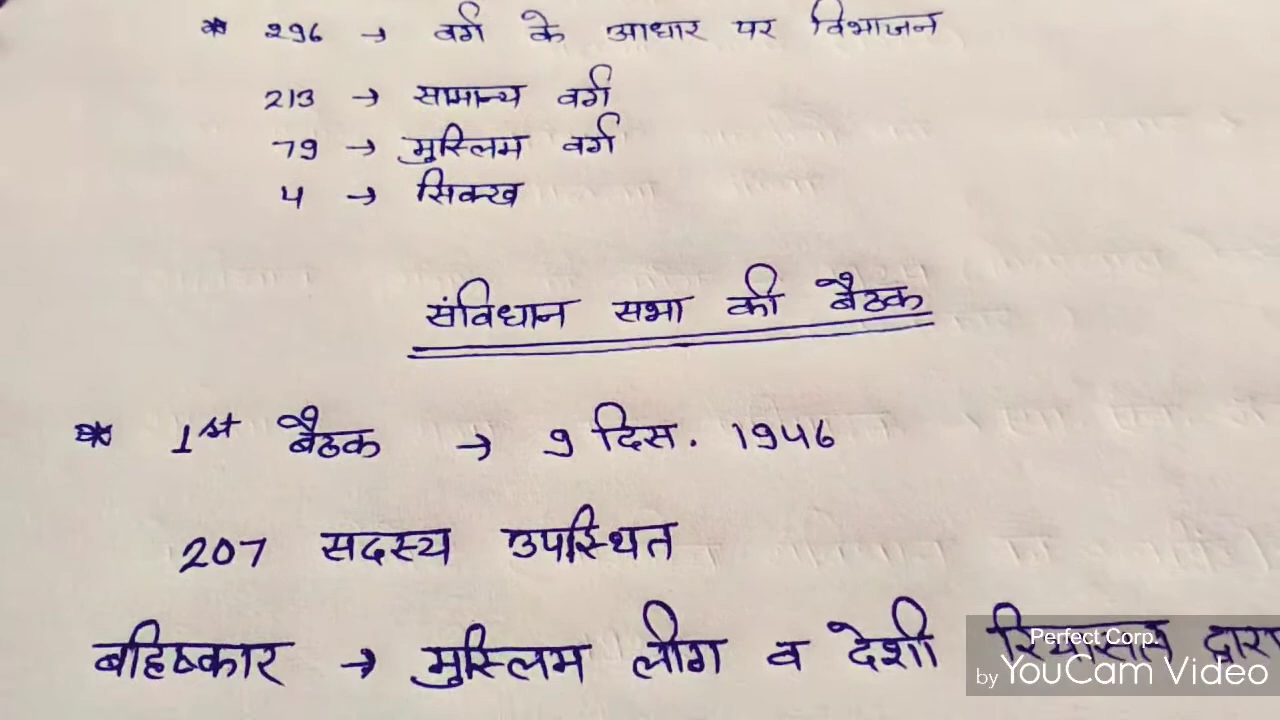 * 296 → वर्ग के आधार पर विभाजन
213 → सामान्य वर्ग
79 → मुस्लिम वर्ग
4 → सिक्ख
संविधान सभा की बैठक
* 1st बैठक → 9 दिस. 1946
207 सदस्य उपस्थित
बहिष्कार → मुस्लिम लीग व देशी रियासत द्वारा
Perfect Corp.
by YouCam Video